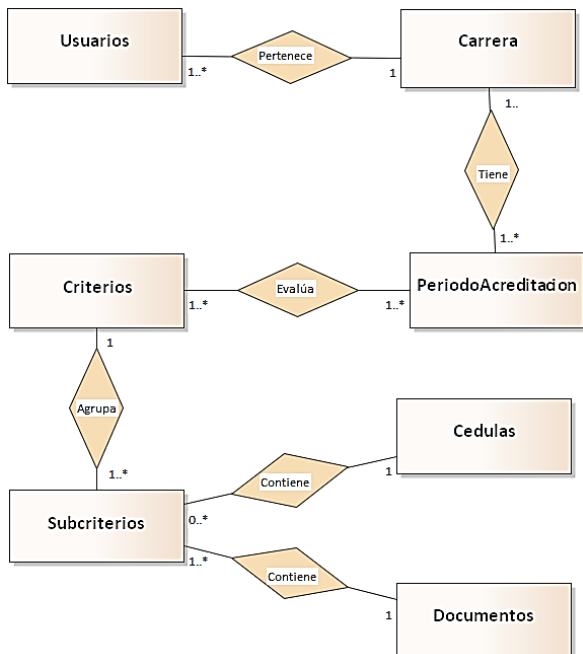 Usuarios
Carrera
Pertenece
1..*
1
1..
Tiene
1..*
Criterios
PeriodoAcreditacion
Evalúa
1..*
1..*
1
Agrupa
1..*
Cedulas
Contiene
1
Subcriterios
0..*
1..*
Contiene
1
Documentos